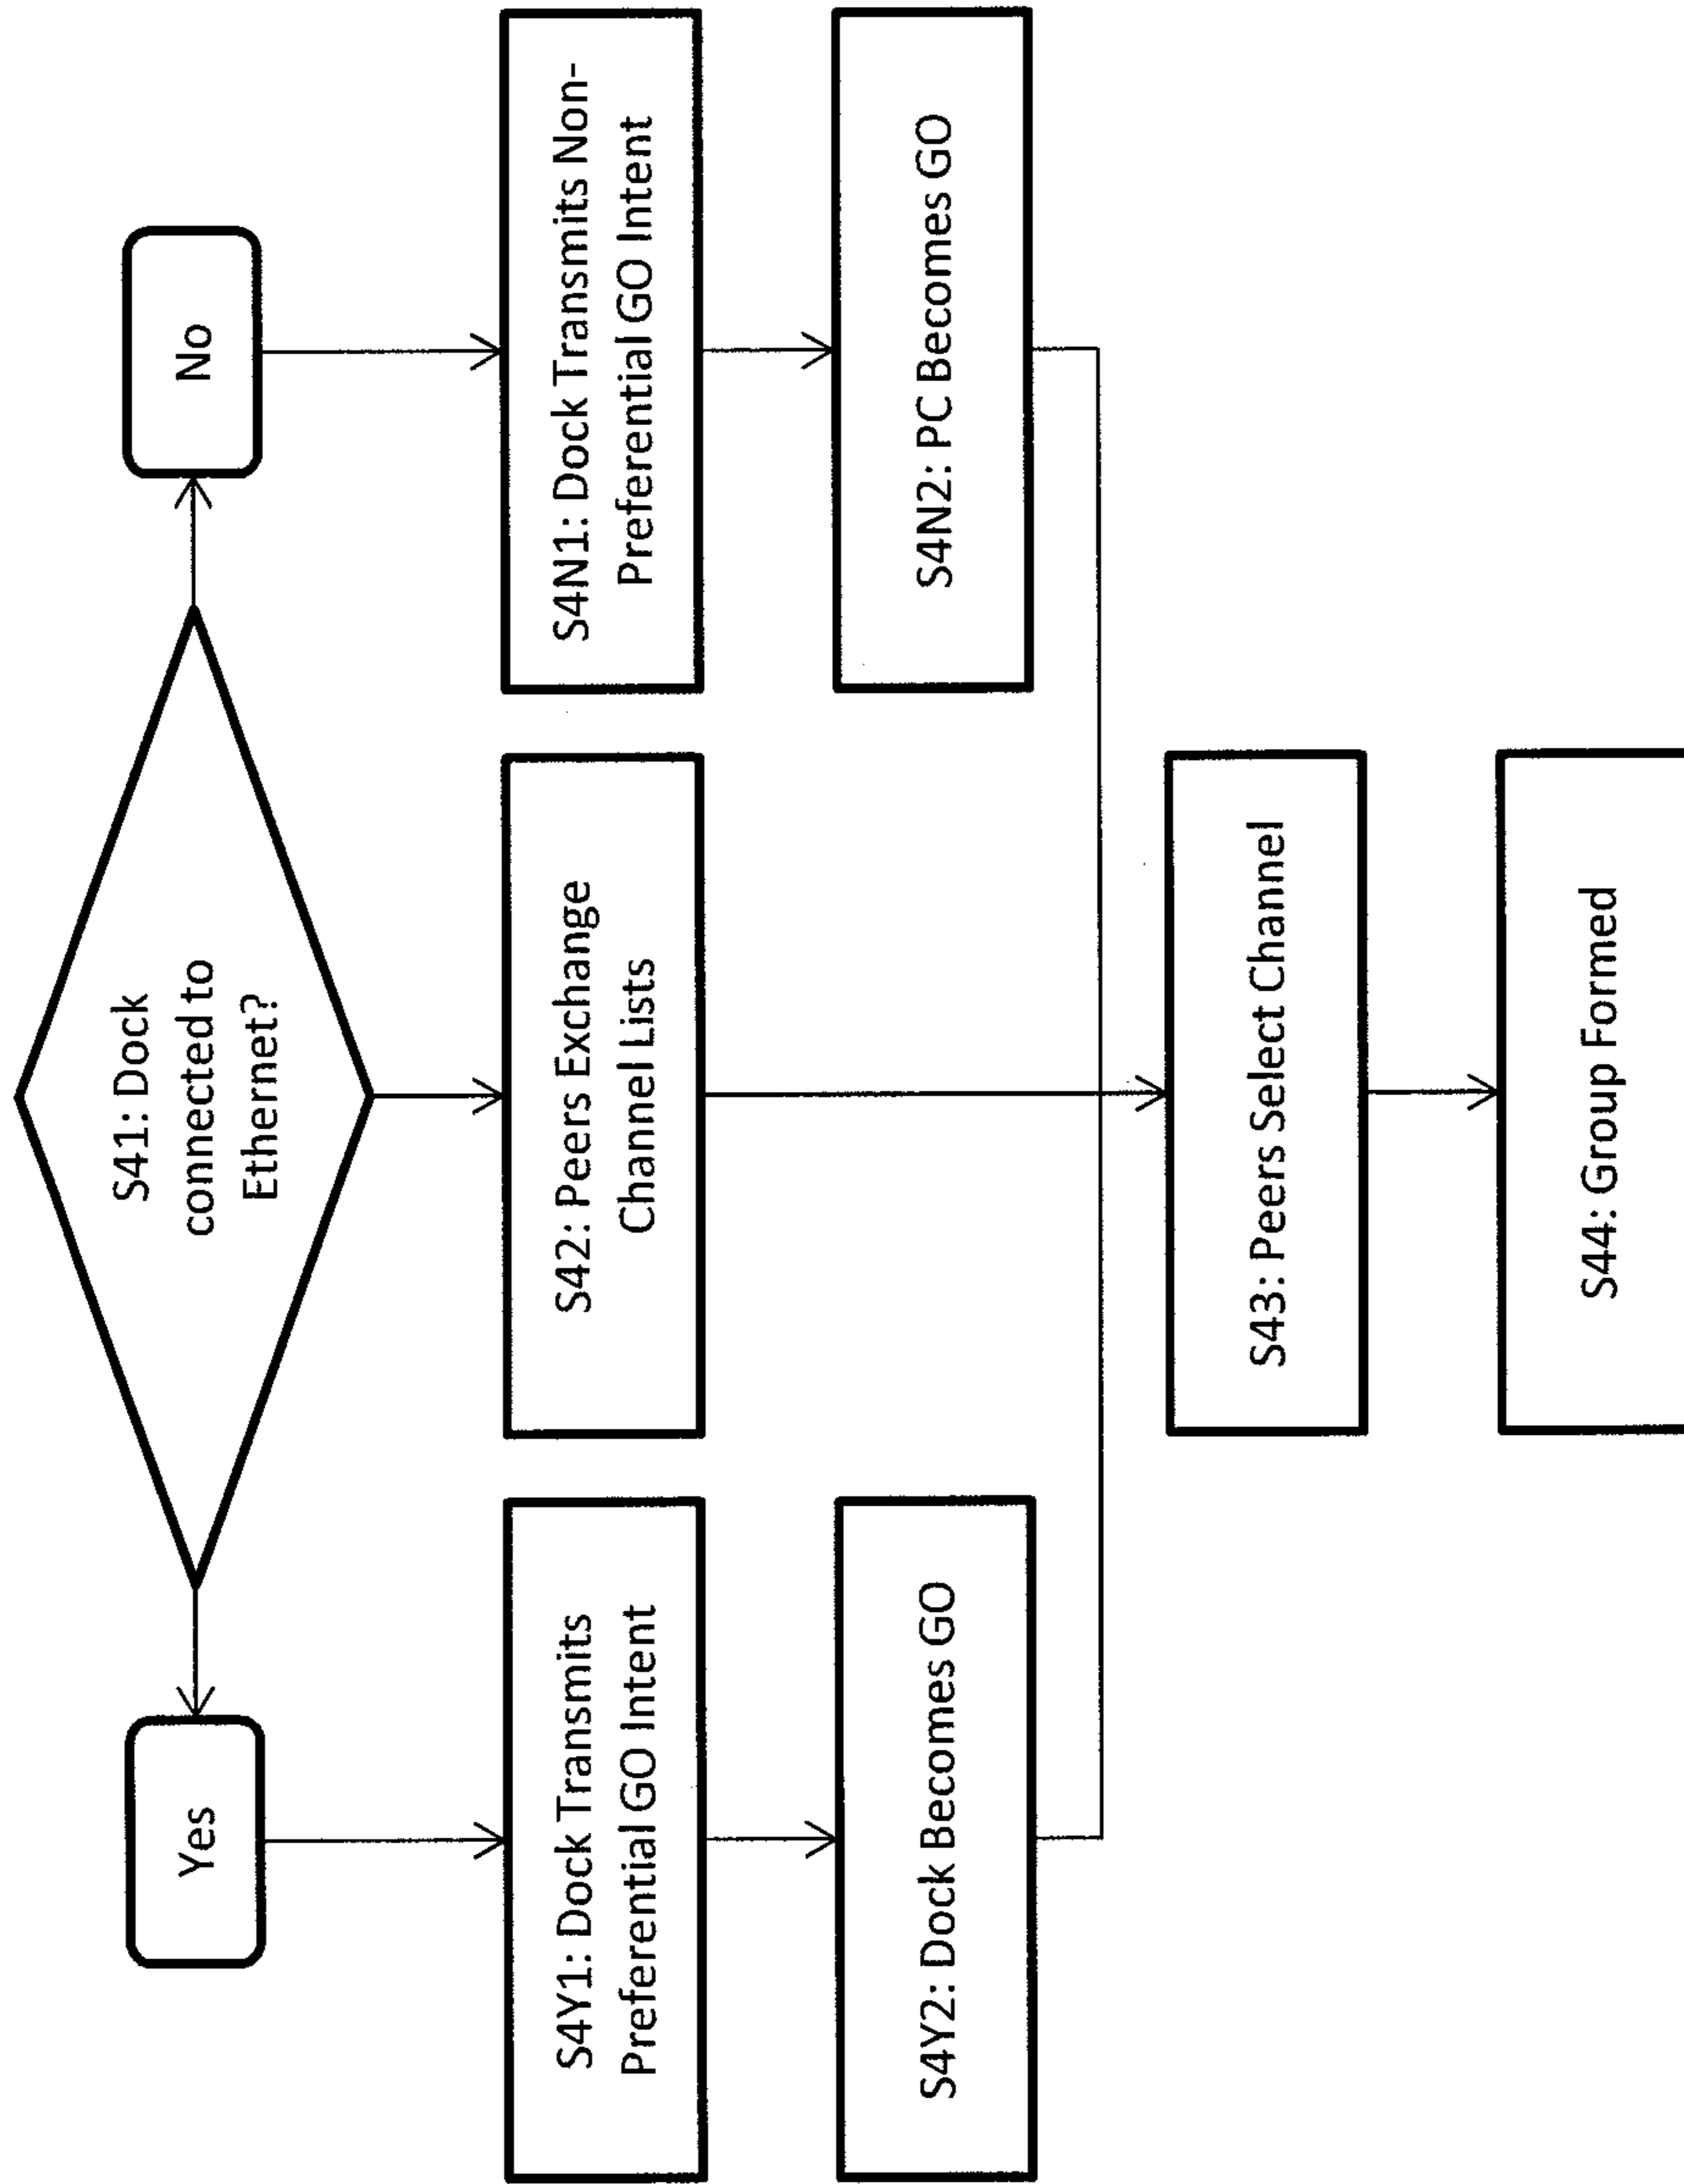 S41: Dock
connected to
Ethernet?
Yes
No
S4Y1: Dock Transmits
Preferential GO Intent
S42: Peers Exchange
Channel Lists
S4N1: Dock Transmits Non-
Preferential GO Intent
S4Y2: Dock Becomes GO
S4N2: PC Becomes GO
S43: Peers Select Channel
S44: Group Formed